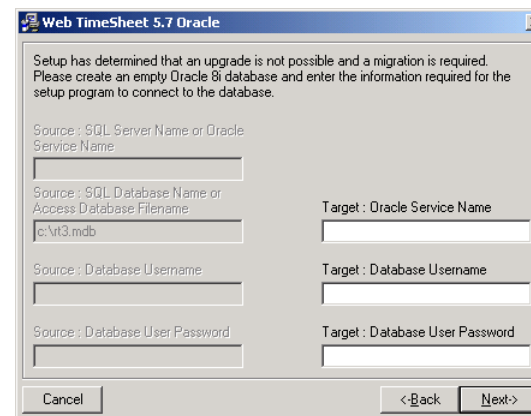 Web TimeSheet 5.7 Oracle
Setup has determined that an upgrade is not possible and a migration is required.
Please create an empty Oracle 8i database and enter the information required for the
setup program to connect to the database.
Source : SQL Server Name or Oracle
Service Name
Source : SQL Database Name or
Access Database Filename
c:\rt3.mdb
Target : Oracle Service Name
Source : Database Username
Target : Database Username
Source : Database User Password
Target : Database User Password
Cancel
<-Back
Next->